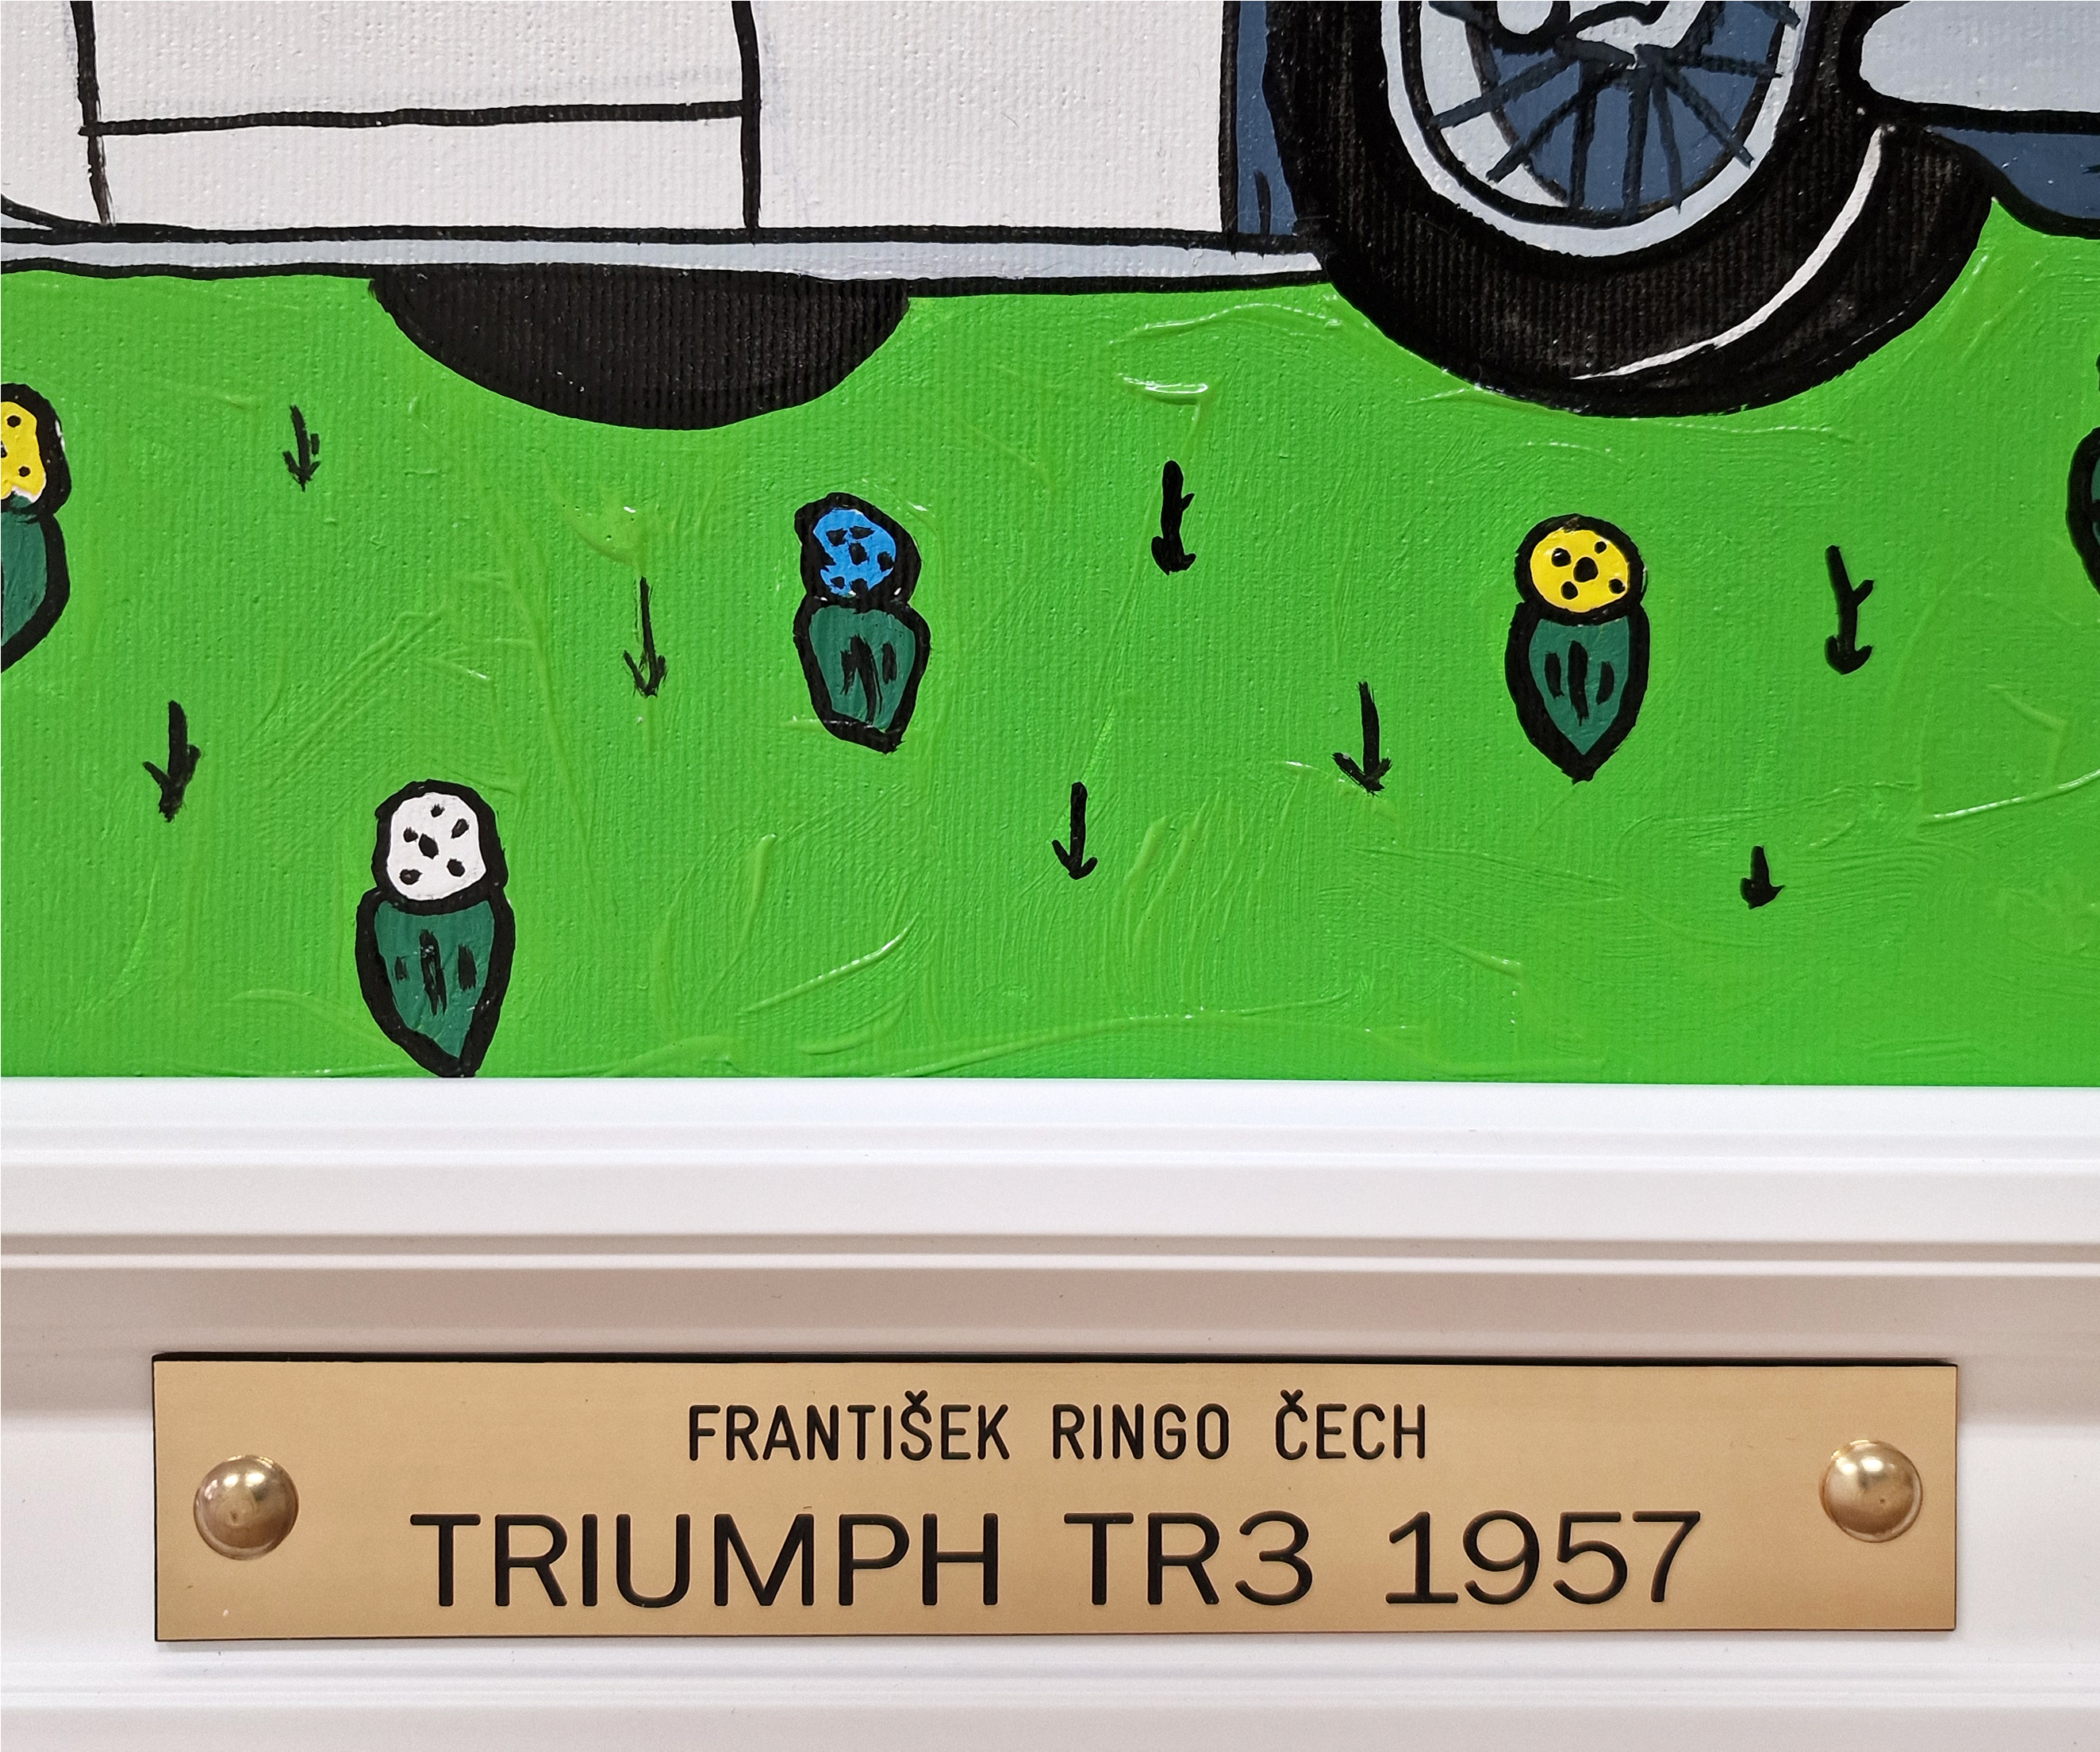 FRANTIŠEK RINGO ČECH
TRIUMPH TR3 1957